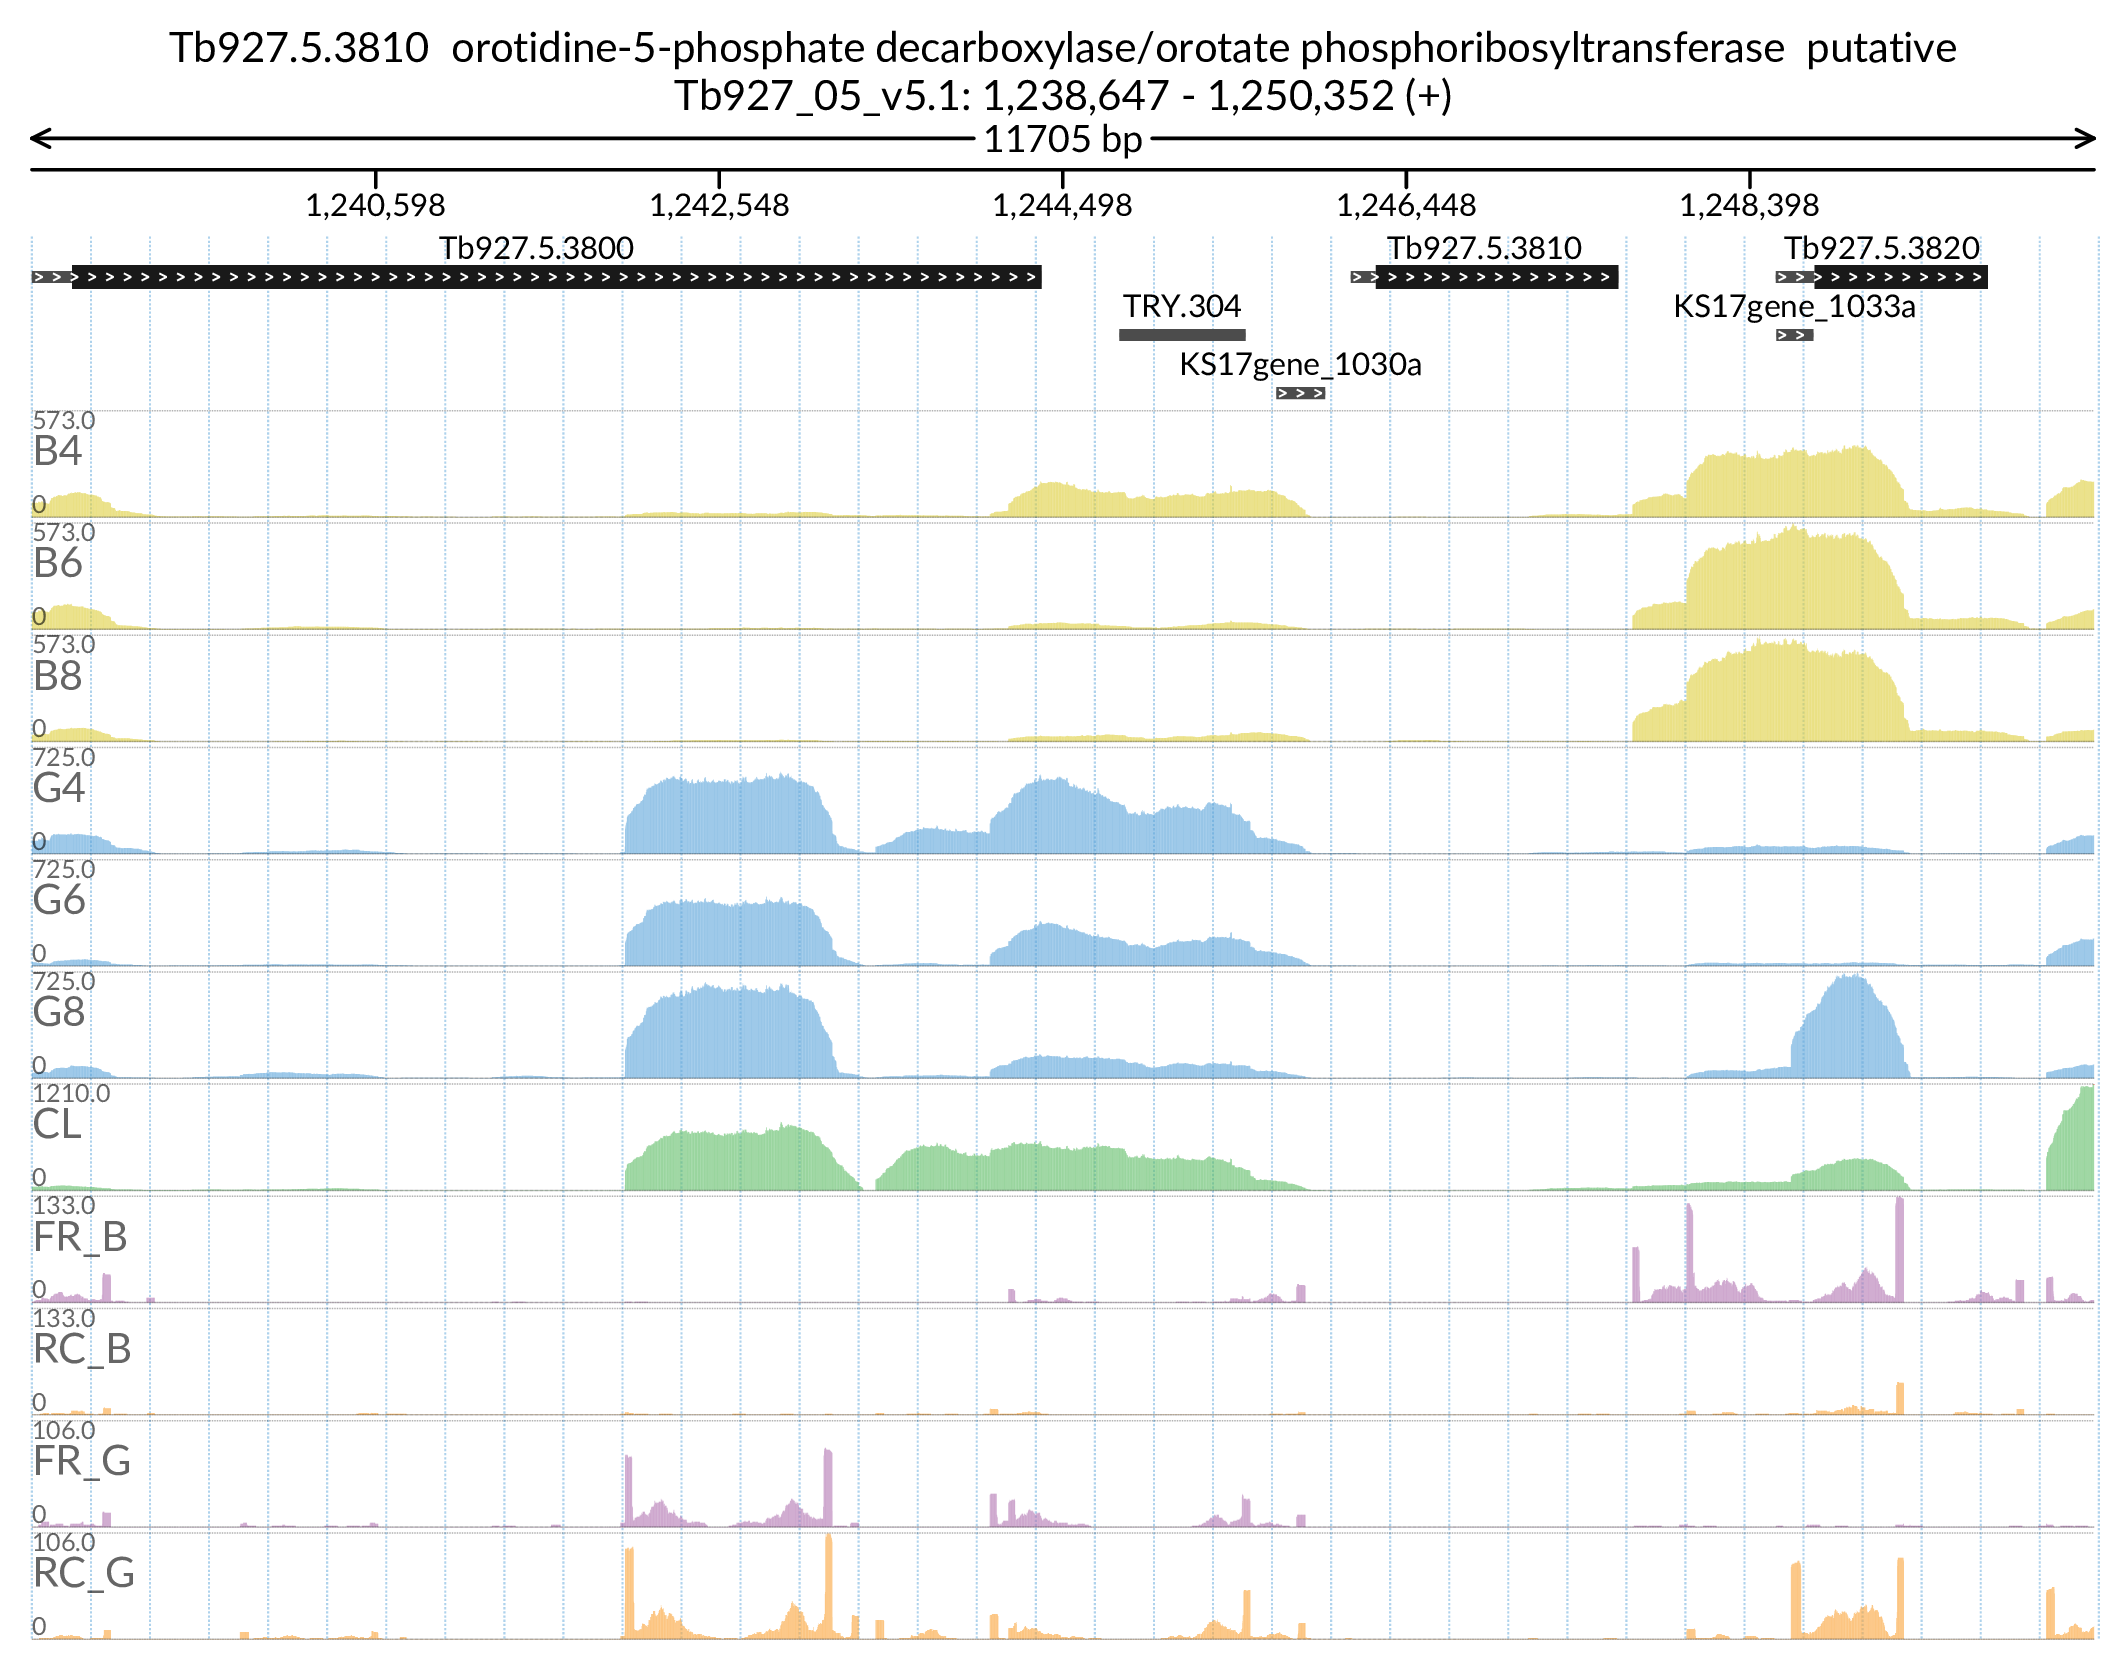 Tb927.5.3810  orotidine-5-phosphate decarboxylase/orotate phosphoribosyltransferase  putative
Tb927_05_v5.1: 1,238,647 - 1,250,352 (+)
11705 bp
1,240,598 1,242,548 1,244,498 1,246,448 1,248,398
Tb927.5.3800 Tb927.5.3810 Tb927.5.3820
TRY.304 KS17gene_1033a
KS17gene_1030a
573.0
B4
0
573.0
B6
0
573.0
B8
0
725.0
G4
0
725.0
G6
0
725.0
G8
0
1210.0
CL
0
133.0
FR_B
0
133.0
RC_B
0
106.0
FR_G
0
106.0
RC_G
0